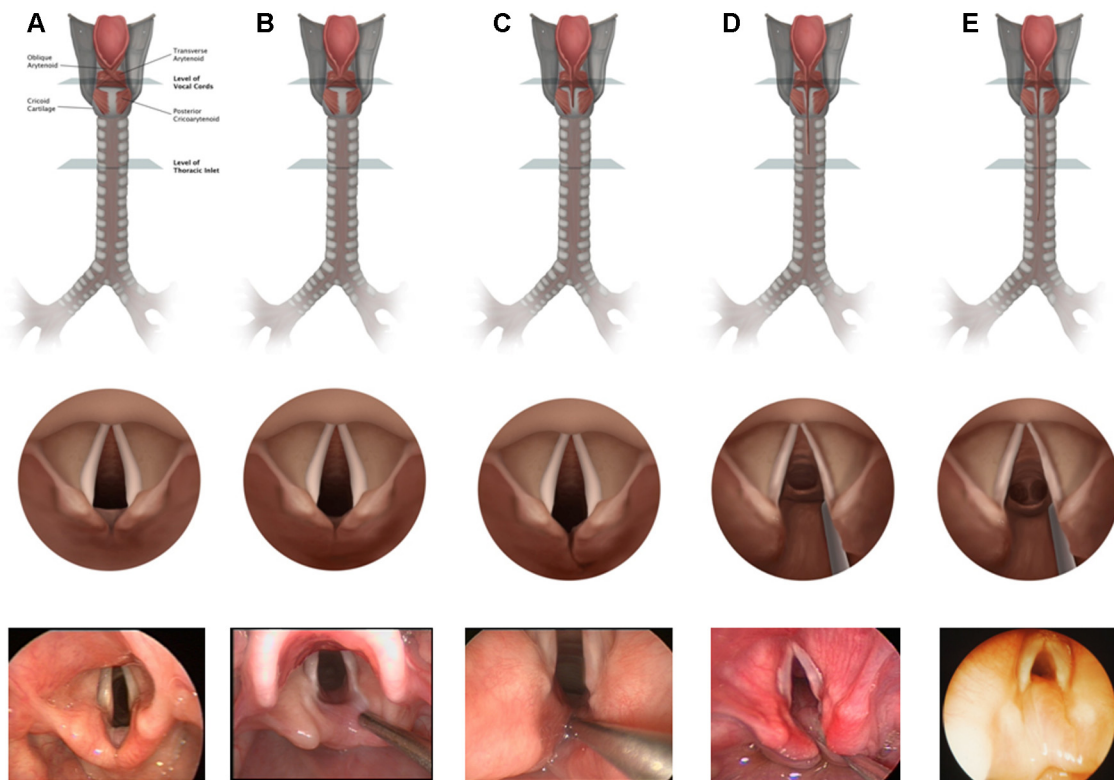 A
B
C
D
E
Oblique
Arytenoid
Transverse
Arytenoid
Level of
Vocal Cords
Cricoid
Cartilage
Posterior
Cricoarytenoid
Level of
Thoracic Inlet